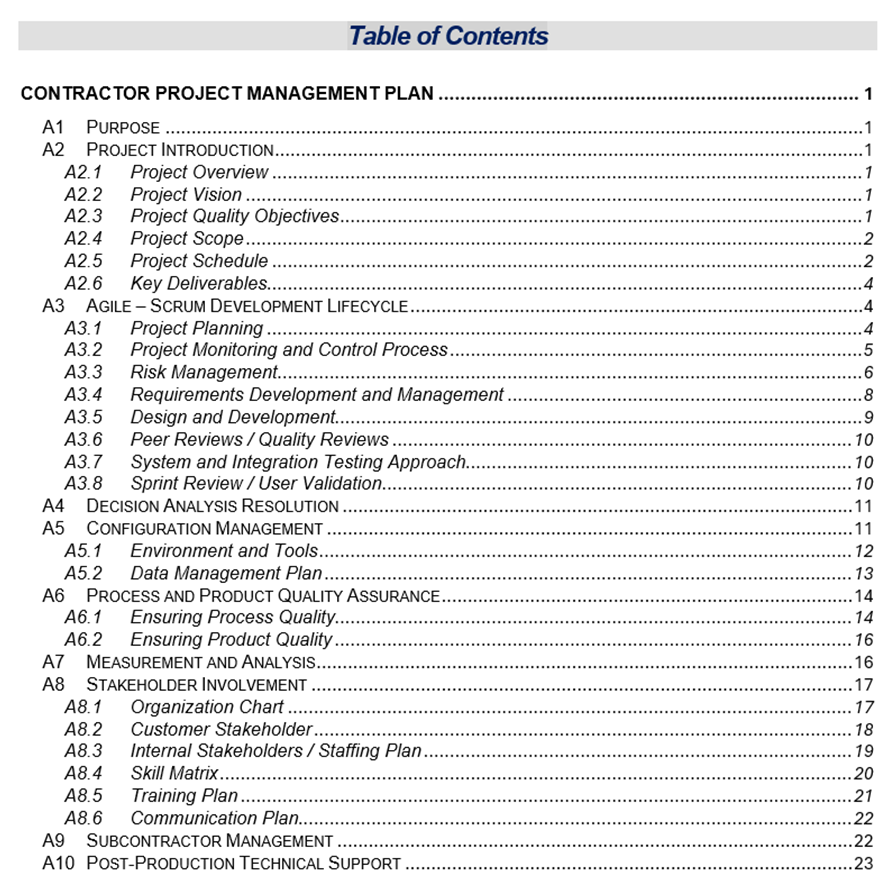 Table of Contents
CONTRACTOR PROJECT MANAGEMENT PLAN ........ 1
A1 PURPOSE ........ 1
A2 PROJECT INTRODUCTION ........ 1
A2.1 Project Overview ........ 1
A2.2 Project Vision ........ 1
A2.3 Project Quality Objectives ........ 1
A2.4 Project Scope ........ 2
A2.5 Project Schedule ........ 2
A2.6 Key Deliverables ........ 4
A3 AGILE – SCRUM DEVELOPMENT LIFECYCLE ........ 4
A3.1 Project Planning ........ 4
A3.2 Project Monitoring and Control Process ........ 5
A3.3 Risk Management ........ 6
A3.4 Requirements Development and Management ........ 8
A3.5 Design and Development ........ 9
A3.6 Peer Reviews / Quality Reviews ........ 10
A3.7 System and Integration Testing Approach ........ 10
A3.8 Sprint Review / User Validation ........ 10
A4 DECISION ANALYSIS RESOLUTION ........ 11
A5 CONFIGURATION MANAGEMENT ........ 11
A5.1 Environment and Tools ........ 12
A5.2 Data Management Plan ........ 13
A6 PROCESS AND PRODUCT QUALITY ASSURANCE ........ 14
A6.1 Ensuring Process Quality ........ 14
A6.2 Ensuring Product Quality ........ 16
A7 MEASUREMENT AND ANALYSIS ........ 16
A8 STAKEHOLDER INVOLVEMENT ........ 17
A8.1 Organization Chart ........ 17
A8.2 Customer Stakeholder ........ 18
A8.3 Internal Stakeholders / Staffing Plan ........ 19
A8.4 Skill Matrix ........ 20
A8.5 Training Plan ........ 21
A8.6 Communication Plan ........ 22
A9 SUBCONTRACTOR MANAGEMENT ........ 22
A10 POST-PRODUCTION TECHNICAL SUPPORT ........ 23